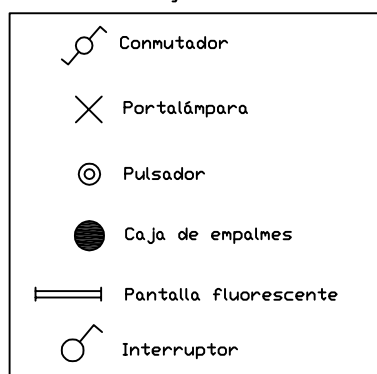 Conmutador
Portalámpara
Pulsador
Caja de empalmes
Pantalla fluorescente
Interruptor